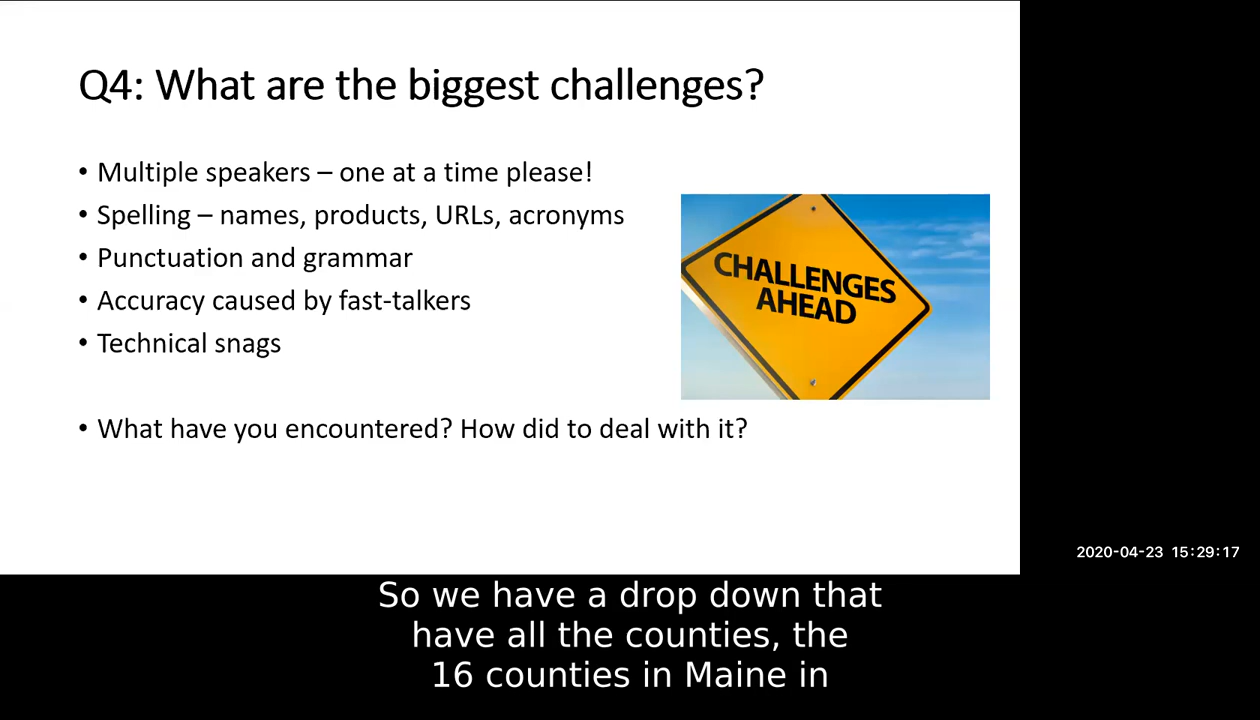 Q4: What are the biggest challenges?
• Multiple speakers – one at a time please!
• Spelling – names, products, URLs, acronyms
• Punctuation and grammar
• Accuracy caused by fast-talkers
• Technical snags
• What have you encountered? How did to deal with it?
CHALLENGES
AHEAD
2020-04-23 15:29:17
So we have a drop down that
have all the counties, the
16 counties in Maine in